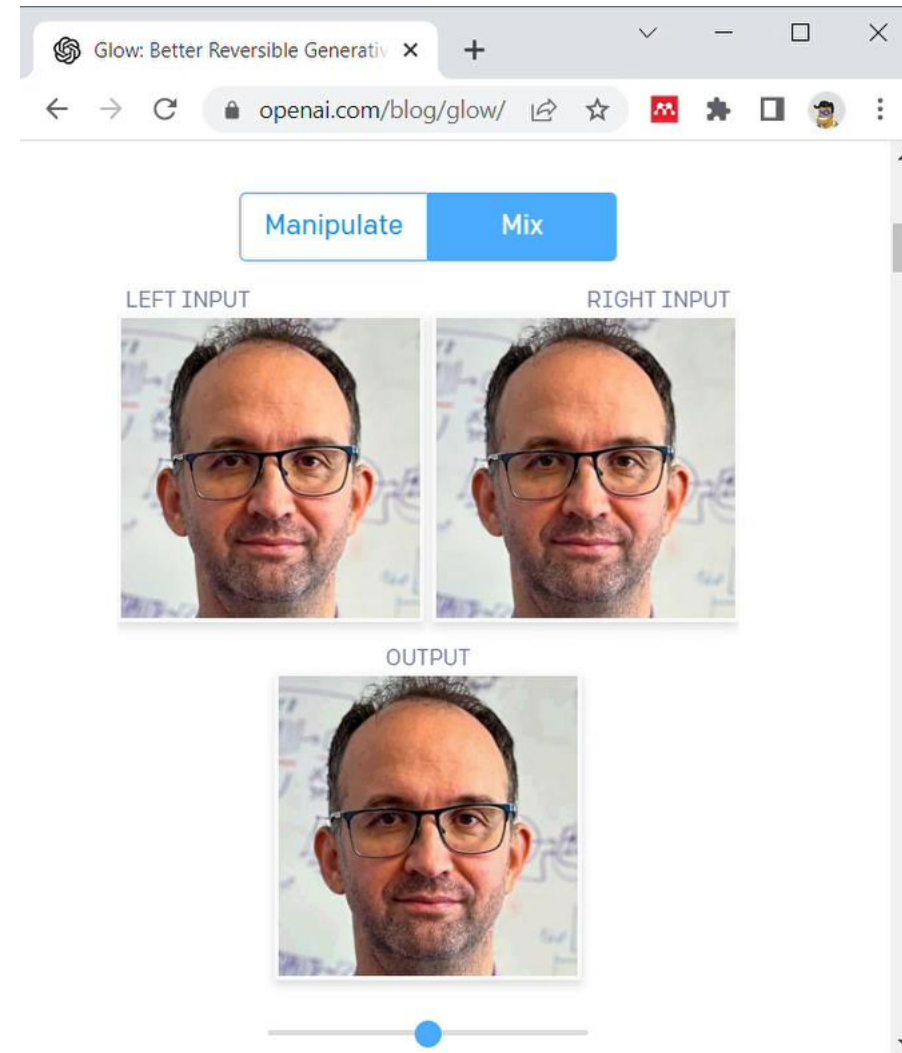 Glow: Better Reversible Generativ
openai.com/blog/glow/
Manipulate Mix
LEFT INPUT RIGHT INPUT
OUTPUT